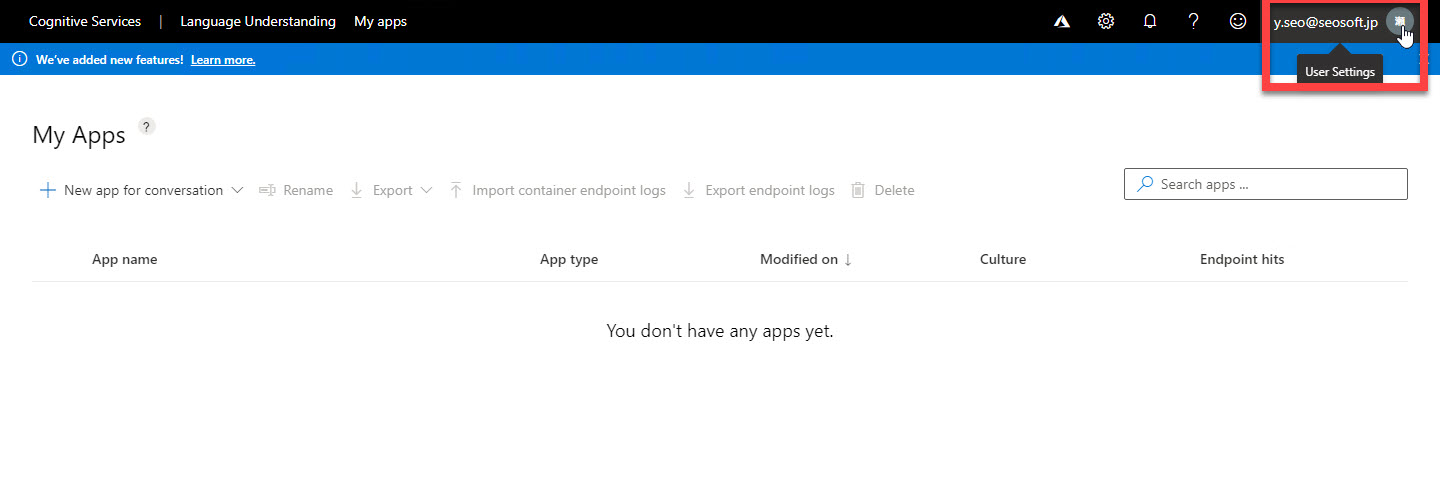 Cognitive Services | Language Understanding My apps y.seo@seosoft.jp
We've added new features! Learn more.
User Settings
My Apps ?
New app for conversation Rename Export Import container endpoint logs Export endpoint logs Delete Search apps ...
App name App type Modified on ↓ Culture Endpoint hits
You don't have any apps yet.